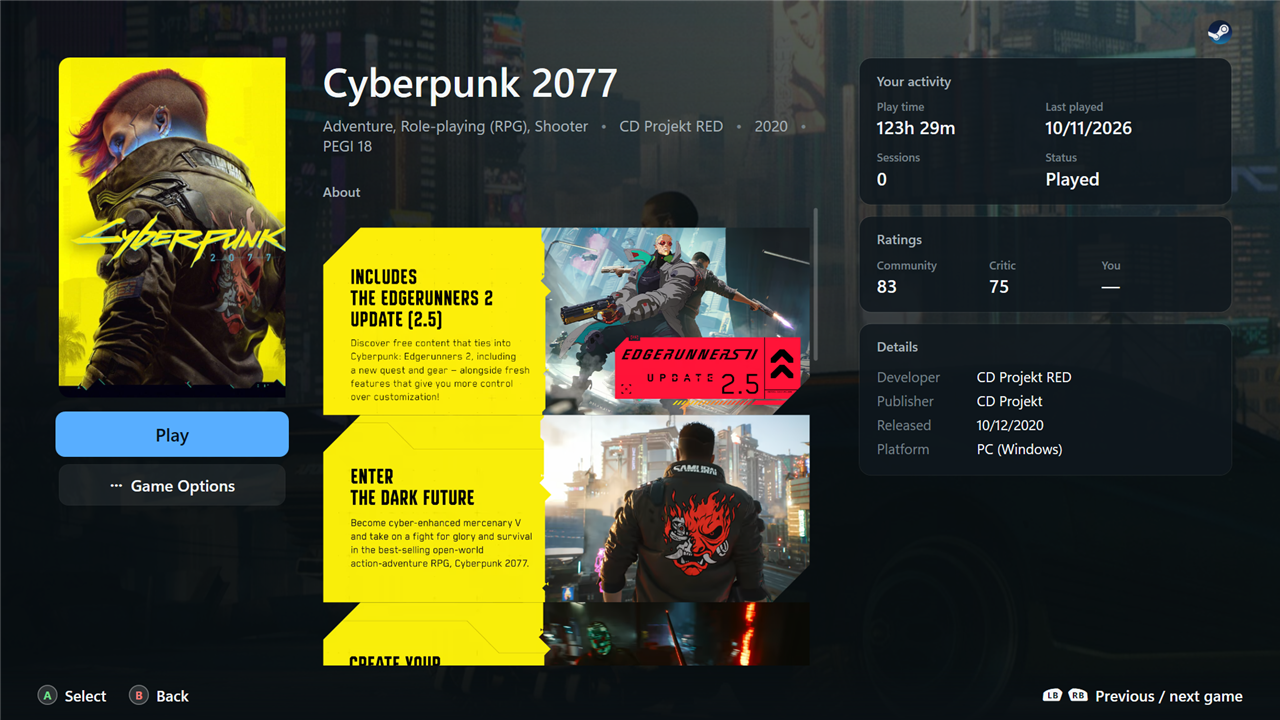 Cyberpunk 2077
Adventure, Role-playing (RPG), Shooter • CD Projekt RED • 2020 •
PEGI 18
About
SAMURAI
Cyberpunk
2077
Play
··· Game Options
INCLUDES
THE EDGERUNNERS 2
UPDATE (2.5)
Discover free content that ties into
Cyberpunk: Edgerunners 2, including
a new quest and gear – alongside fresh
features that give you more control
over customization!
EDGERUNNERS II
UPDATE 2.5
ENTER
THE DARK FUTURE
Become cyber-enhanced mercenary V
and take on a fight for glory and survival
in the best-selling open-world
action-adventure RPG, Cyberpunk 2077.
SAMURAI
CREATE YOUR
Your activity
Play time
Last played
123h 29m
10/11/2026
Sessions
Status
0
Played
Ratings
Community
Critic
You
83
75
—
Details
Developer CD Projekt RED
Publisher CD Projekt
Released 10/12/2020
Platform PC (Windows)
A Select
B Back
LB RB Previous / next game